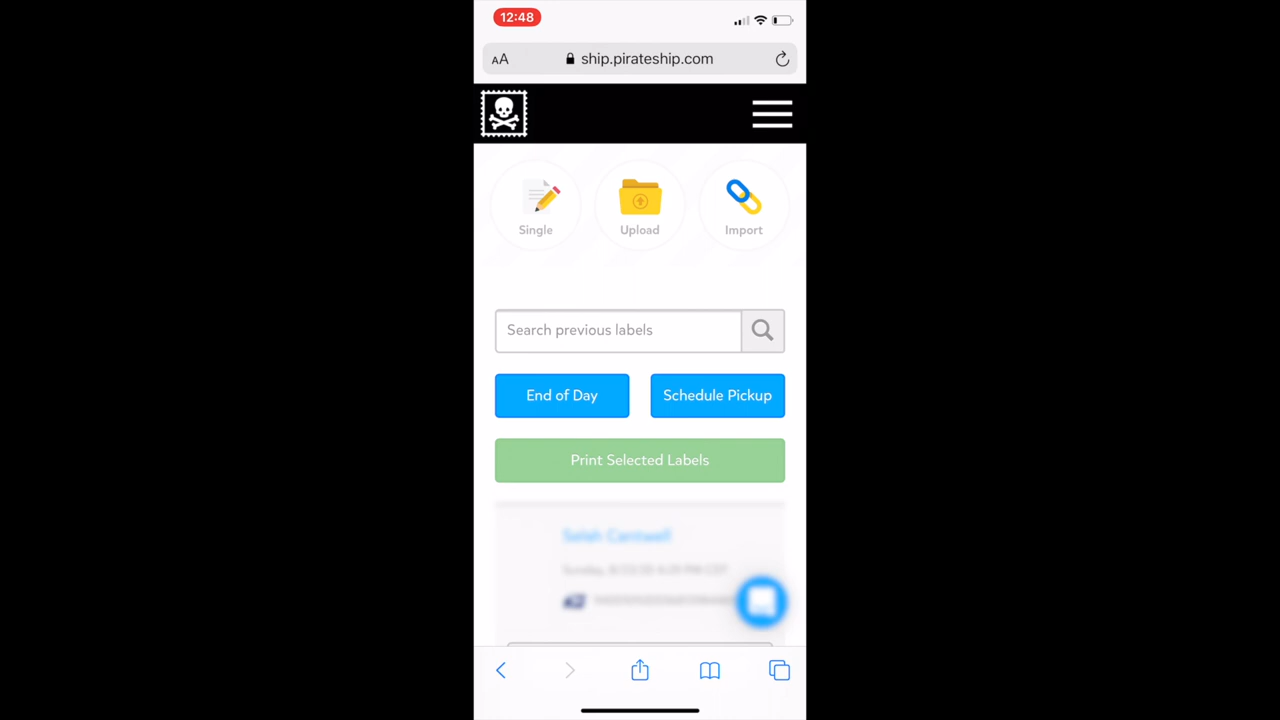 12:48
AA ship.pirateship.com
Single Upload Import
Search previous labels
End of Day Schedule Pickup
Print Selected Labels